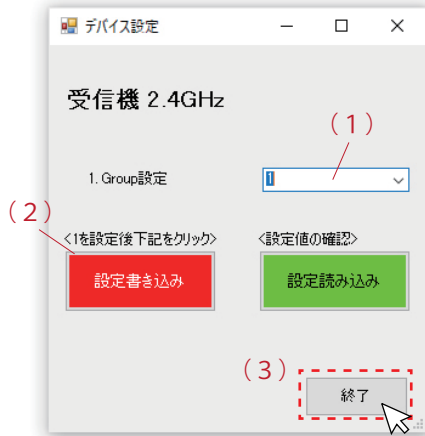 デバイス設定
受信機 2.4GHz
(1)
1. Group設定
1
(2)
<1を設定後下記をクリック> <設定値の確認>
設定書き込み 設定読み込み
(3)
終了